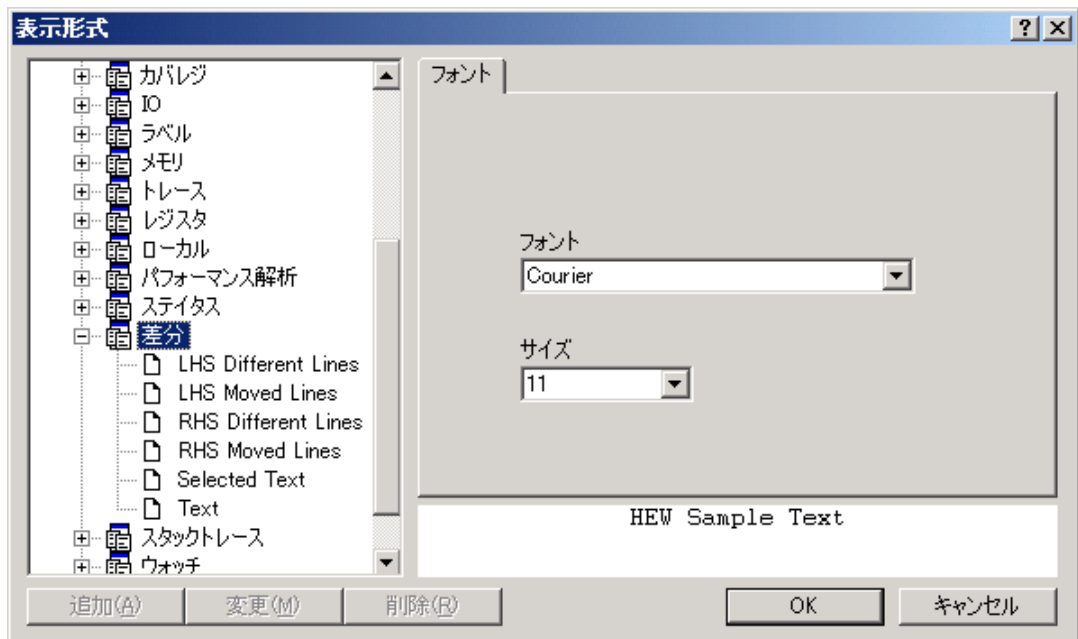 表示形式
カバレジ
IO
ラベル
メモリ
トレース
レジスタ
ローカル
パフォーマンス解析
ステイタス
差分
LHS Different Lines
LHS Moved Lines
RHS Different Lines
RHS Moved Lines
Selected Text
Text
スタックトレース
ウォッチ
フォント
フォント
Courier
サイズ
11
HEW Sample Text
追加(A)
変更(M)
削除(R)
OK
キャンセル